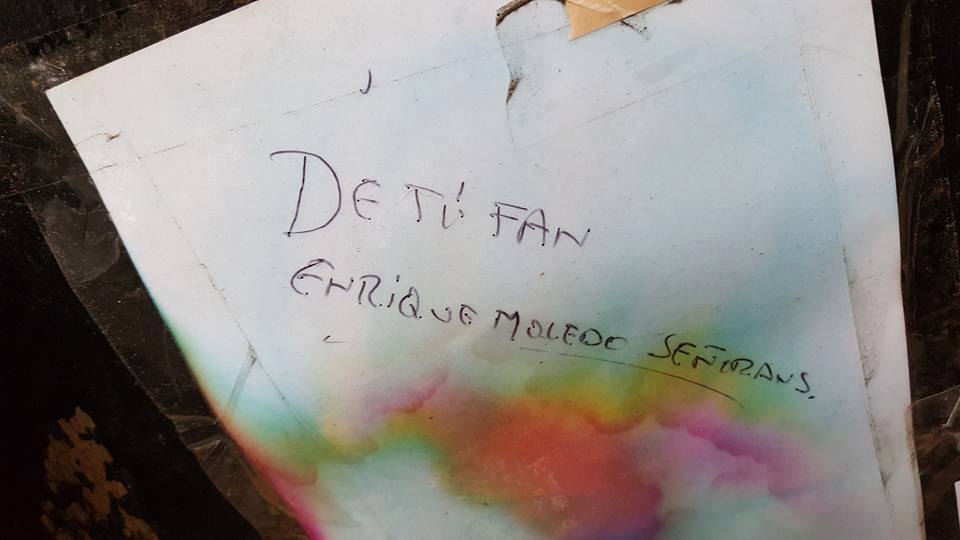 DE TÚ FAN
ENRIQUE MOLEDO SEÑORANS.